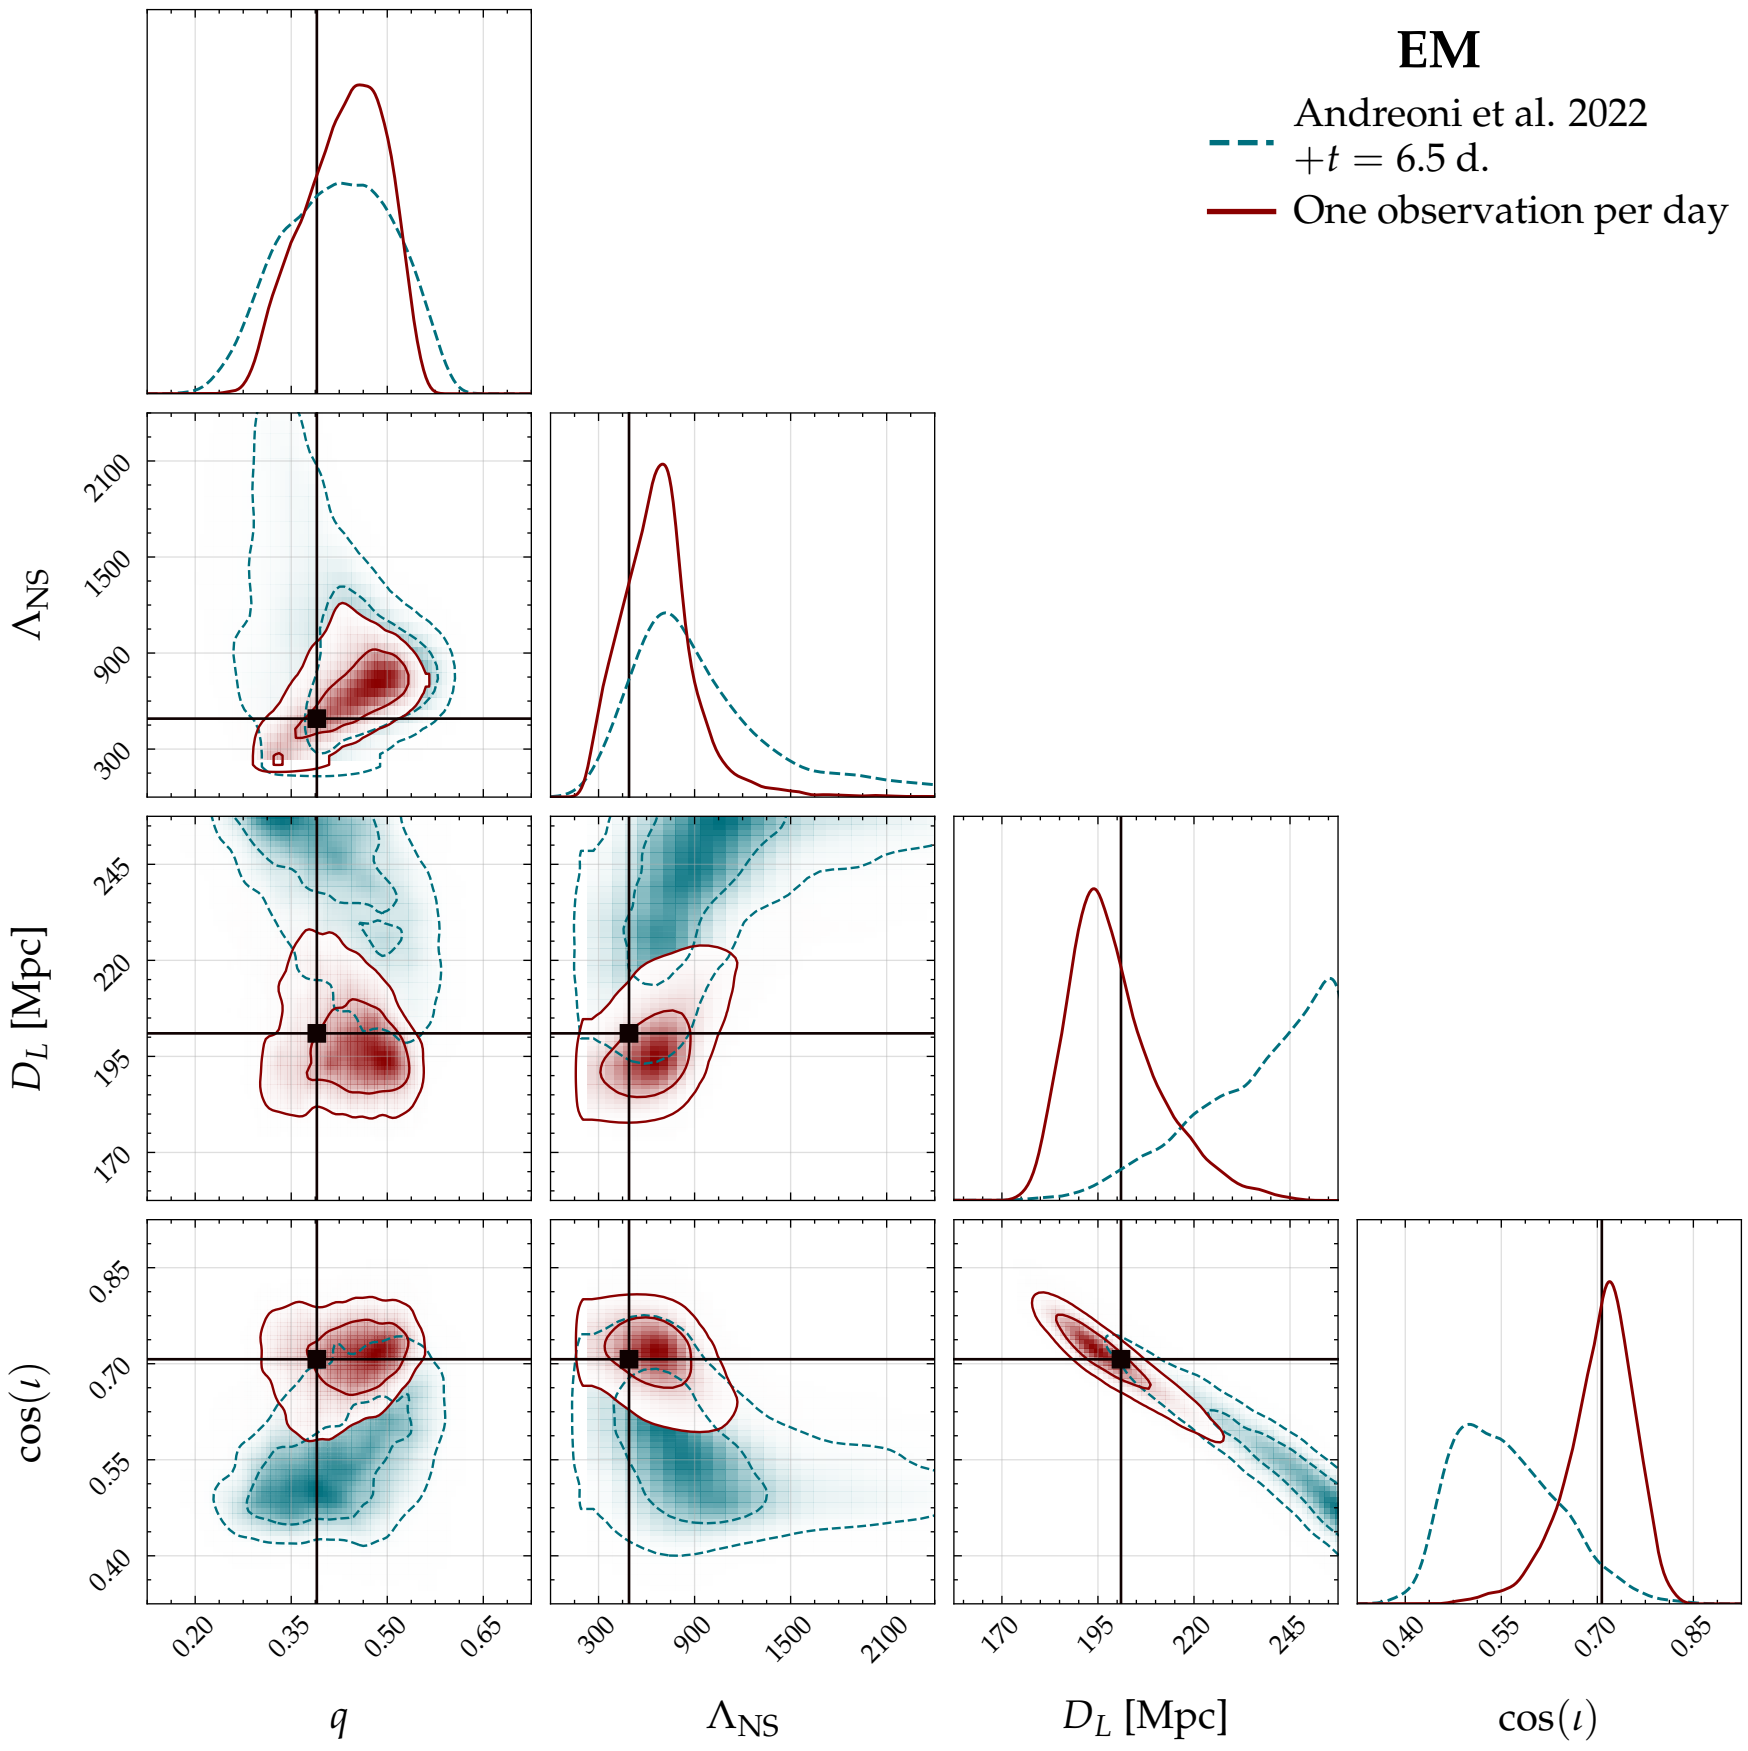 EM
Andreoni et al. 2022
+t = 6.5 d.
One observation per day
Λ_NS
2100
1500
900
300
D_L [Mpc]
245
220
195
170
cos(ι)
0.85
0.70
0.55
0.40
0.20 0.35 0.50 0.65 300 900 1500 2100 170 195 220 245 0.40 0.55 0.70 0.85
q Λ_NS D_L [Mpc] cos(ι)